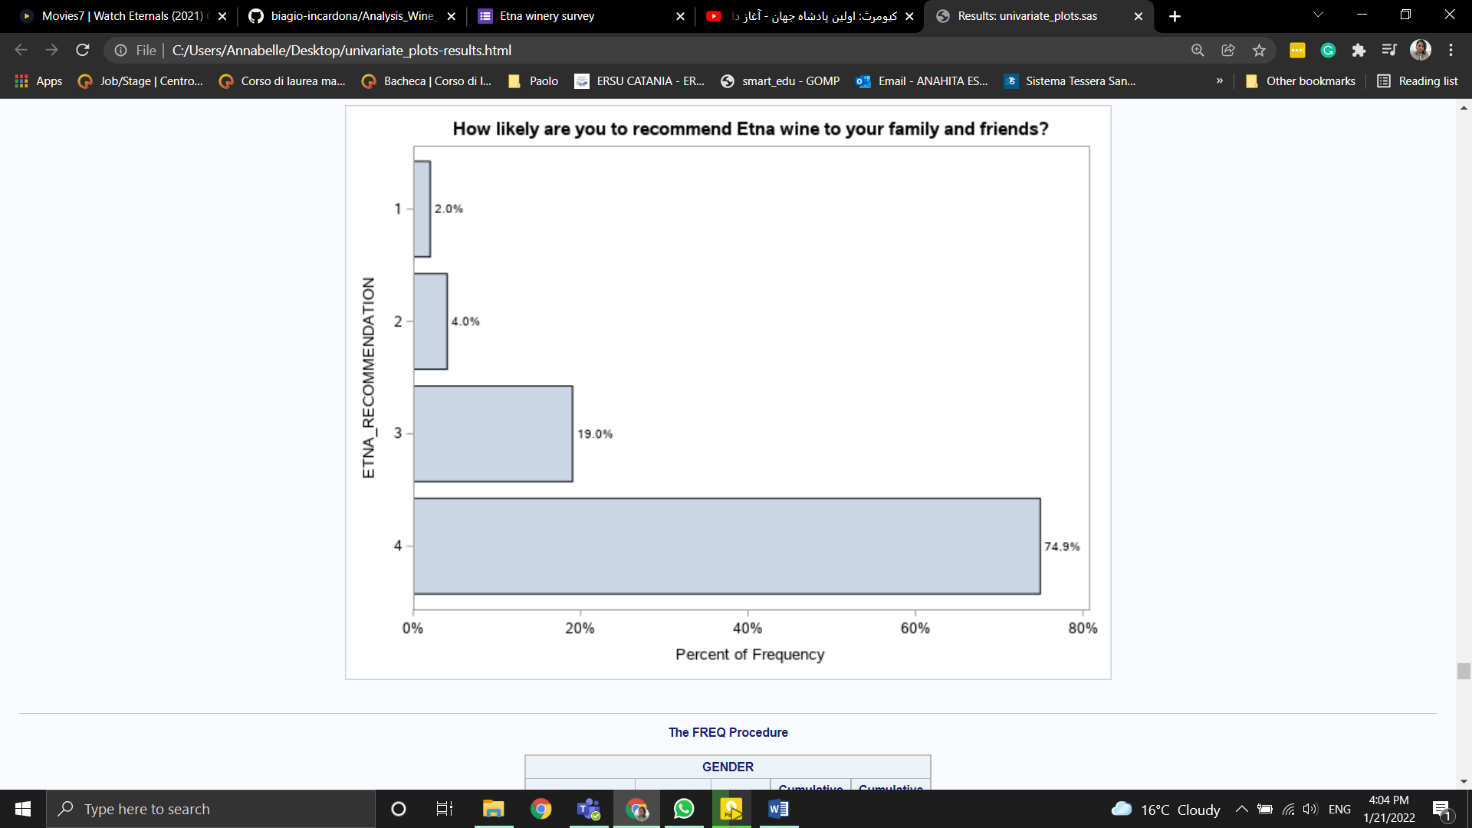 Movies7 | Watch Eternals (2021)
biagio-incardona/Analysis_Wine_
Etna winery survey
کیومرث: اولین پادشاه جهان - آغاز دا
Results: univariate_plots.sas
File | C:/Users/Annabelle/Desktop/univariate_plots-results.html
Apps
Job/Stage | Centro...
Corso di laurea ma...
Bacheca | Corso di l...
Paolo
ERSU CATANIA - ER...
smart_edu - GOMP
Email - ANAHITA ES...
Sistema Tessera San...
»
Other bookmarks
Reading list
How likely are you to recommend Etna wine to your family and friends?
ETNA_RECOMMENDATION
1
2.0%
2
4.0%
3
19.0%
4
74.9%
0%
20%
40%
60%
80%
Percent of Frequency
The FREQ Procedure
GENDER
Cumulative
Cumulative
Type here to search
16°C Cloudy
ENG
4:04 PM
1/21/2022
1